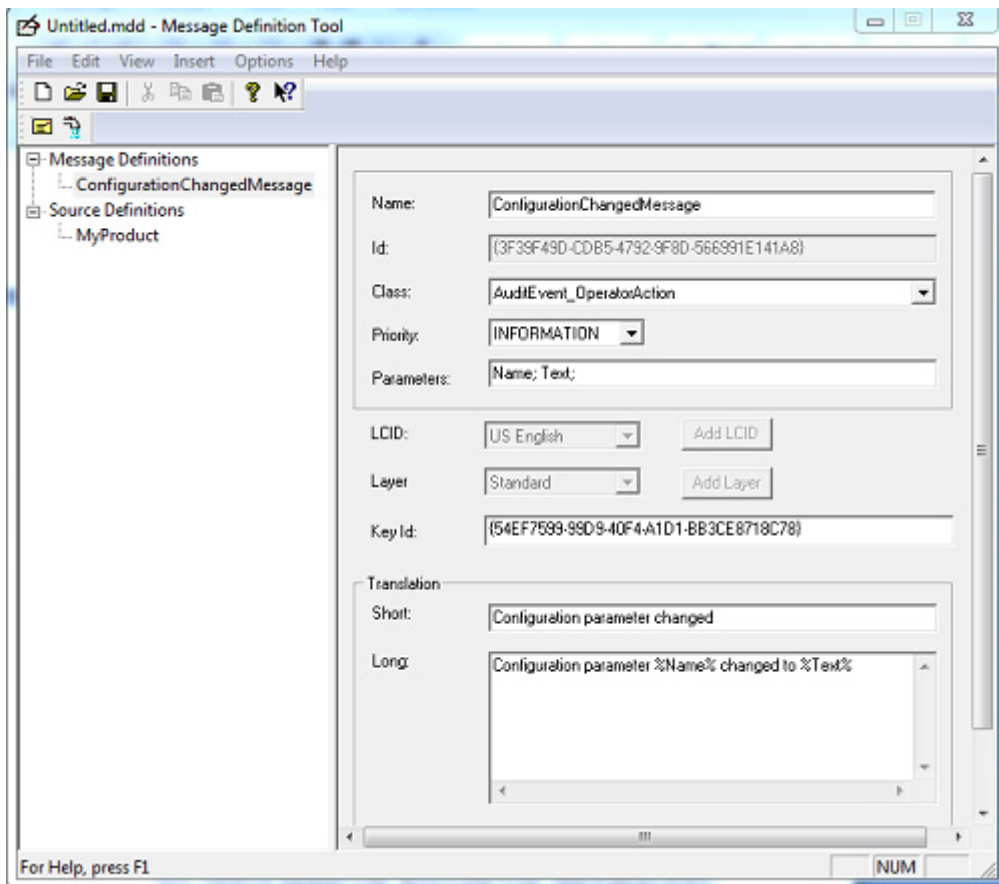 Untitled.mdd - Message Definition Tool
File Edit View Insert Options Help
Message Definitions
ConfigurationChangedMessage
Source Definitions
MyProduct
Name: ConfigurationChangedMessage
Id: {3F39F49D-CDB5-4792-9F8D-566991E141A8}
Class: AuditEvent_OperatorAction
Priority: INFORMATION
Parameters: Name; Text;
LCID: US English Add LCID
Layer Standard Add Layer
Key Id: {54EF7599-99D9-40F4-A1D1-BB3CE8718C78}
Translation
Short: Configuration parameter changed
Long: Configuration parameter %Name% changed to %Text%
For Help, press F1 NUM